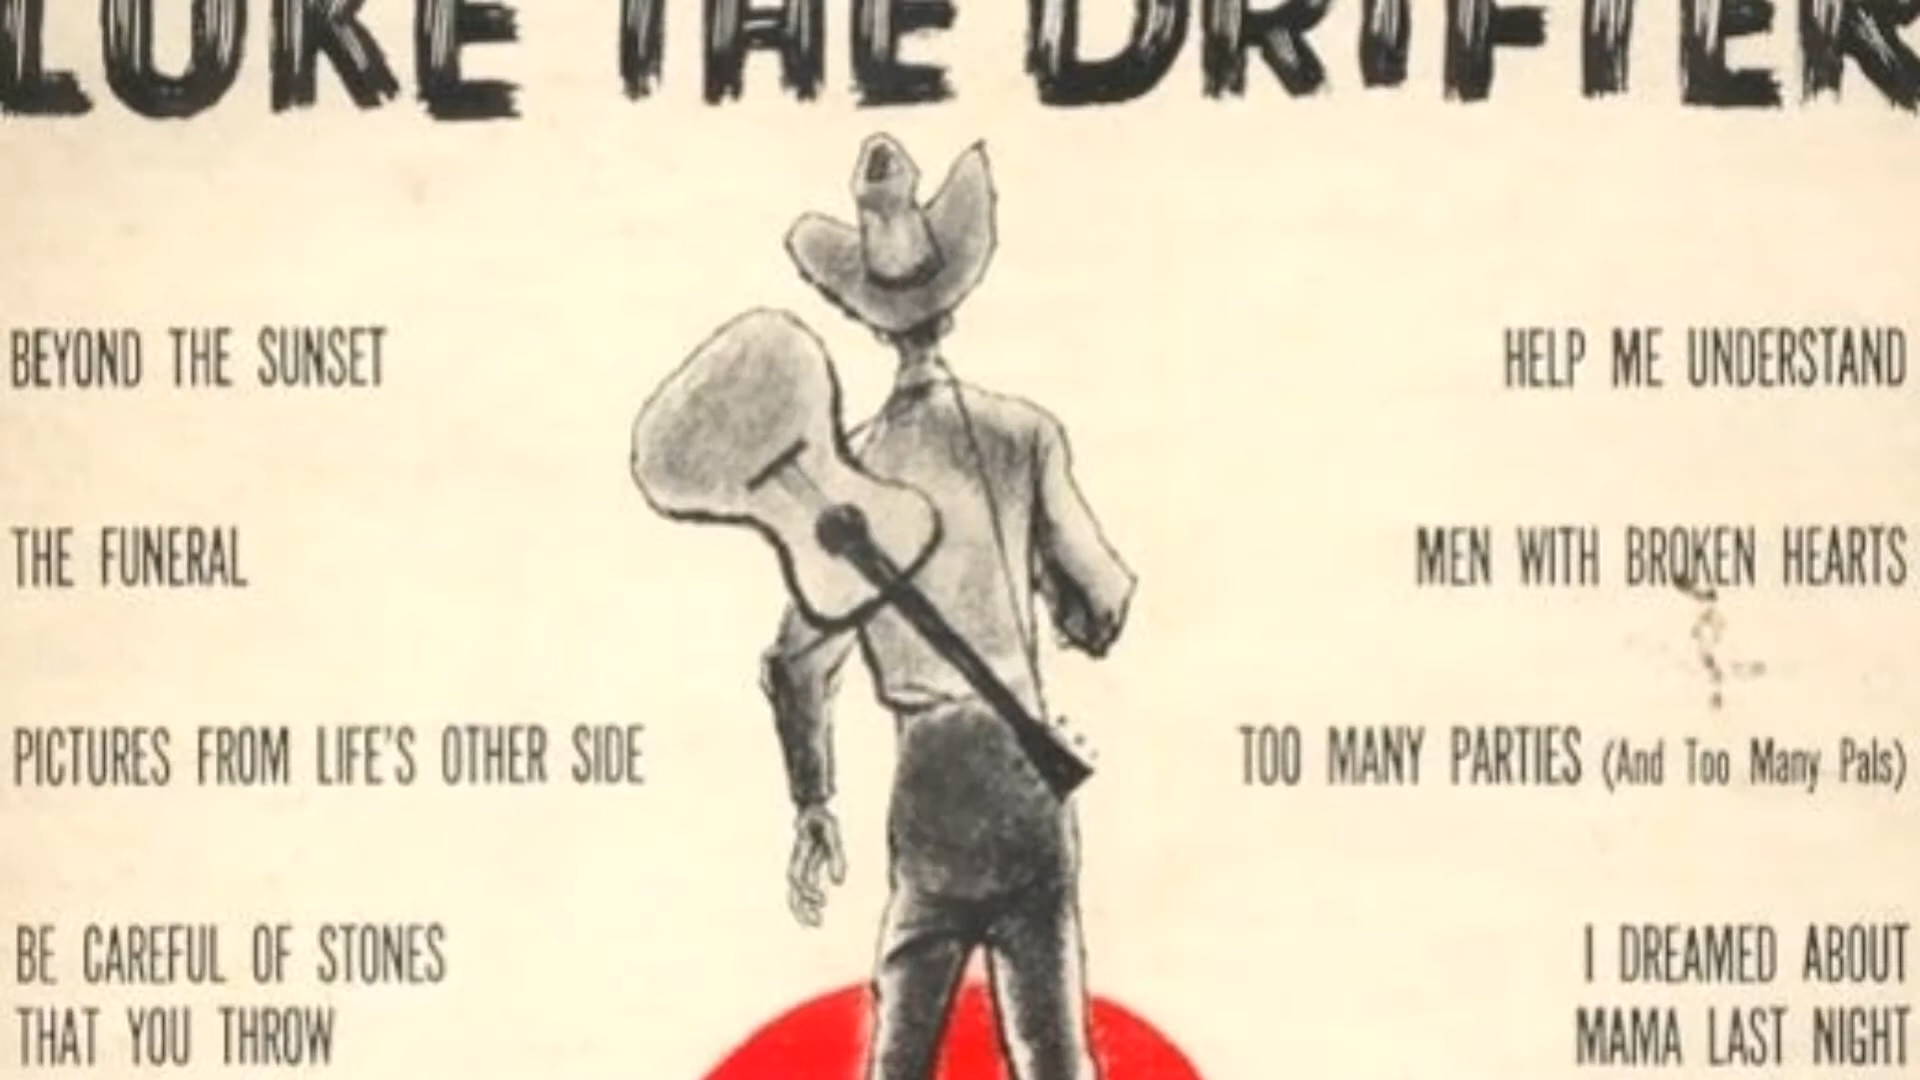 LUKE THE DRIFTER
BEYOND THE SUNSET
THE FUNERAL
PICTURES FROM LIFE'S OTHER SIDE
BE CAREFUL OF STONES
THAT YOU THROW
HELP ME UNDERSTAND
MEN WITH BROKEN HEARTS
TOO MANY PARTIES (And Too Many Pals)
I DREAMED ABOUT
MAMA LAST NIGHT